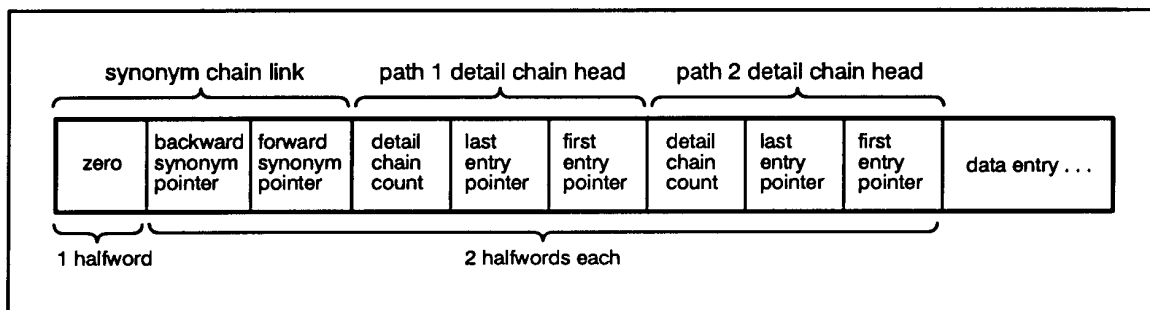 synonym chain link
path 1 detail chain head
path 2 detail chain head
zero
backward
synonym
pointer
forward
synonym
pointer
detail
chain
count
last
entry
pointer
first
entry
pointer
detail
chain
count
last
entry
pointer
first
entry
pointer
data entry . . .
1 halfword
2 halfwords each